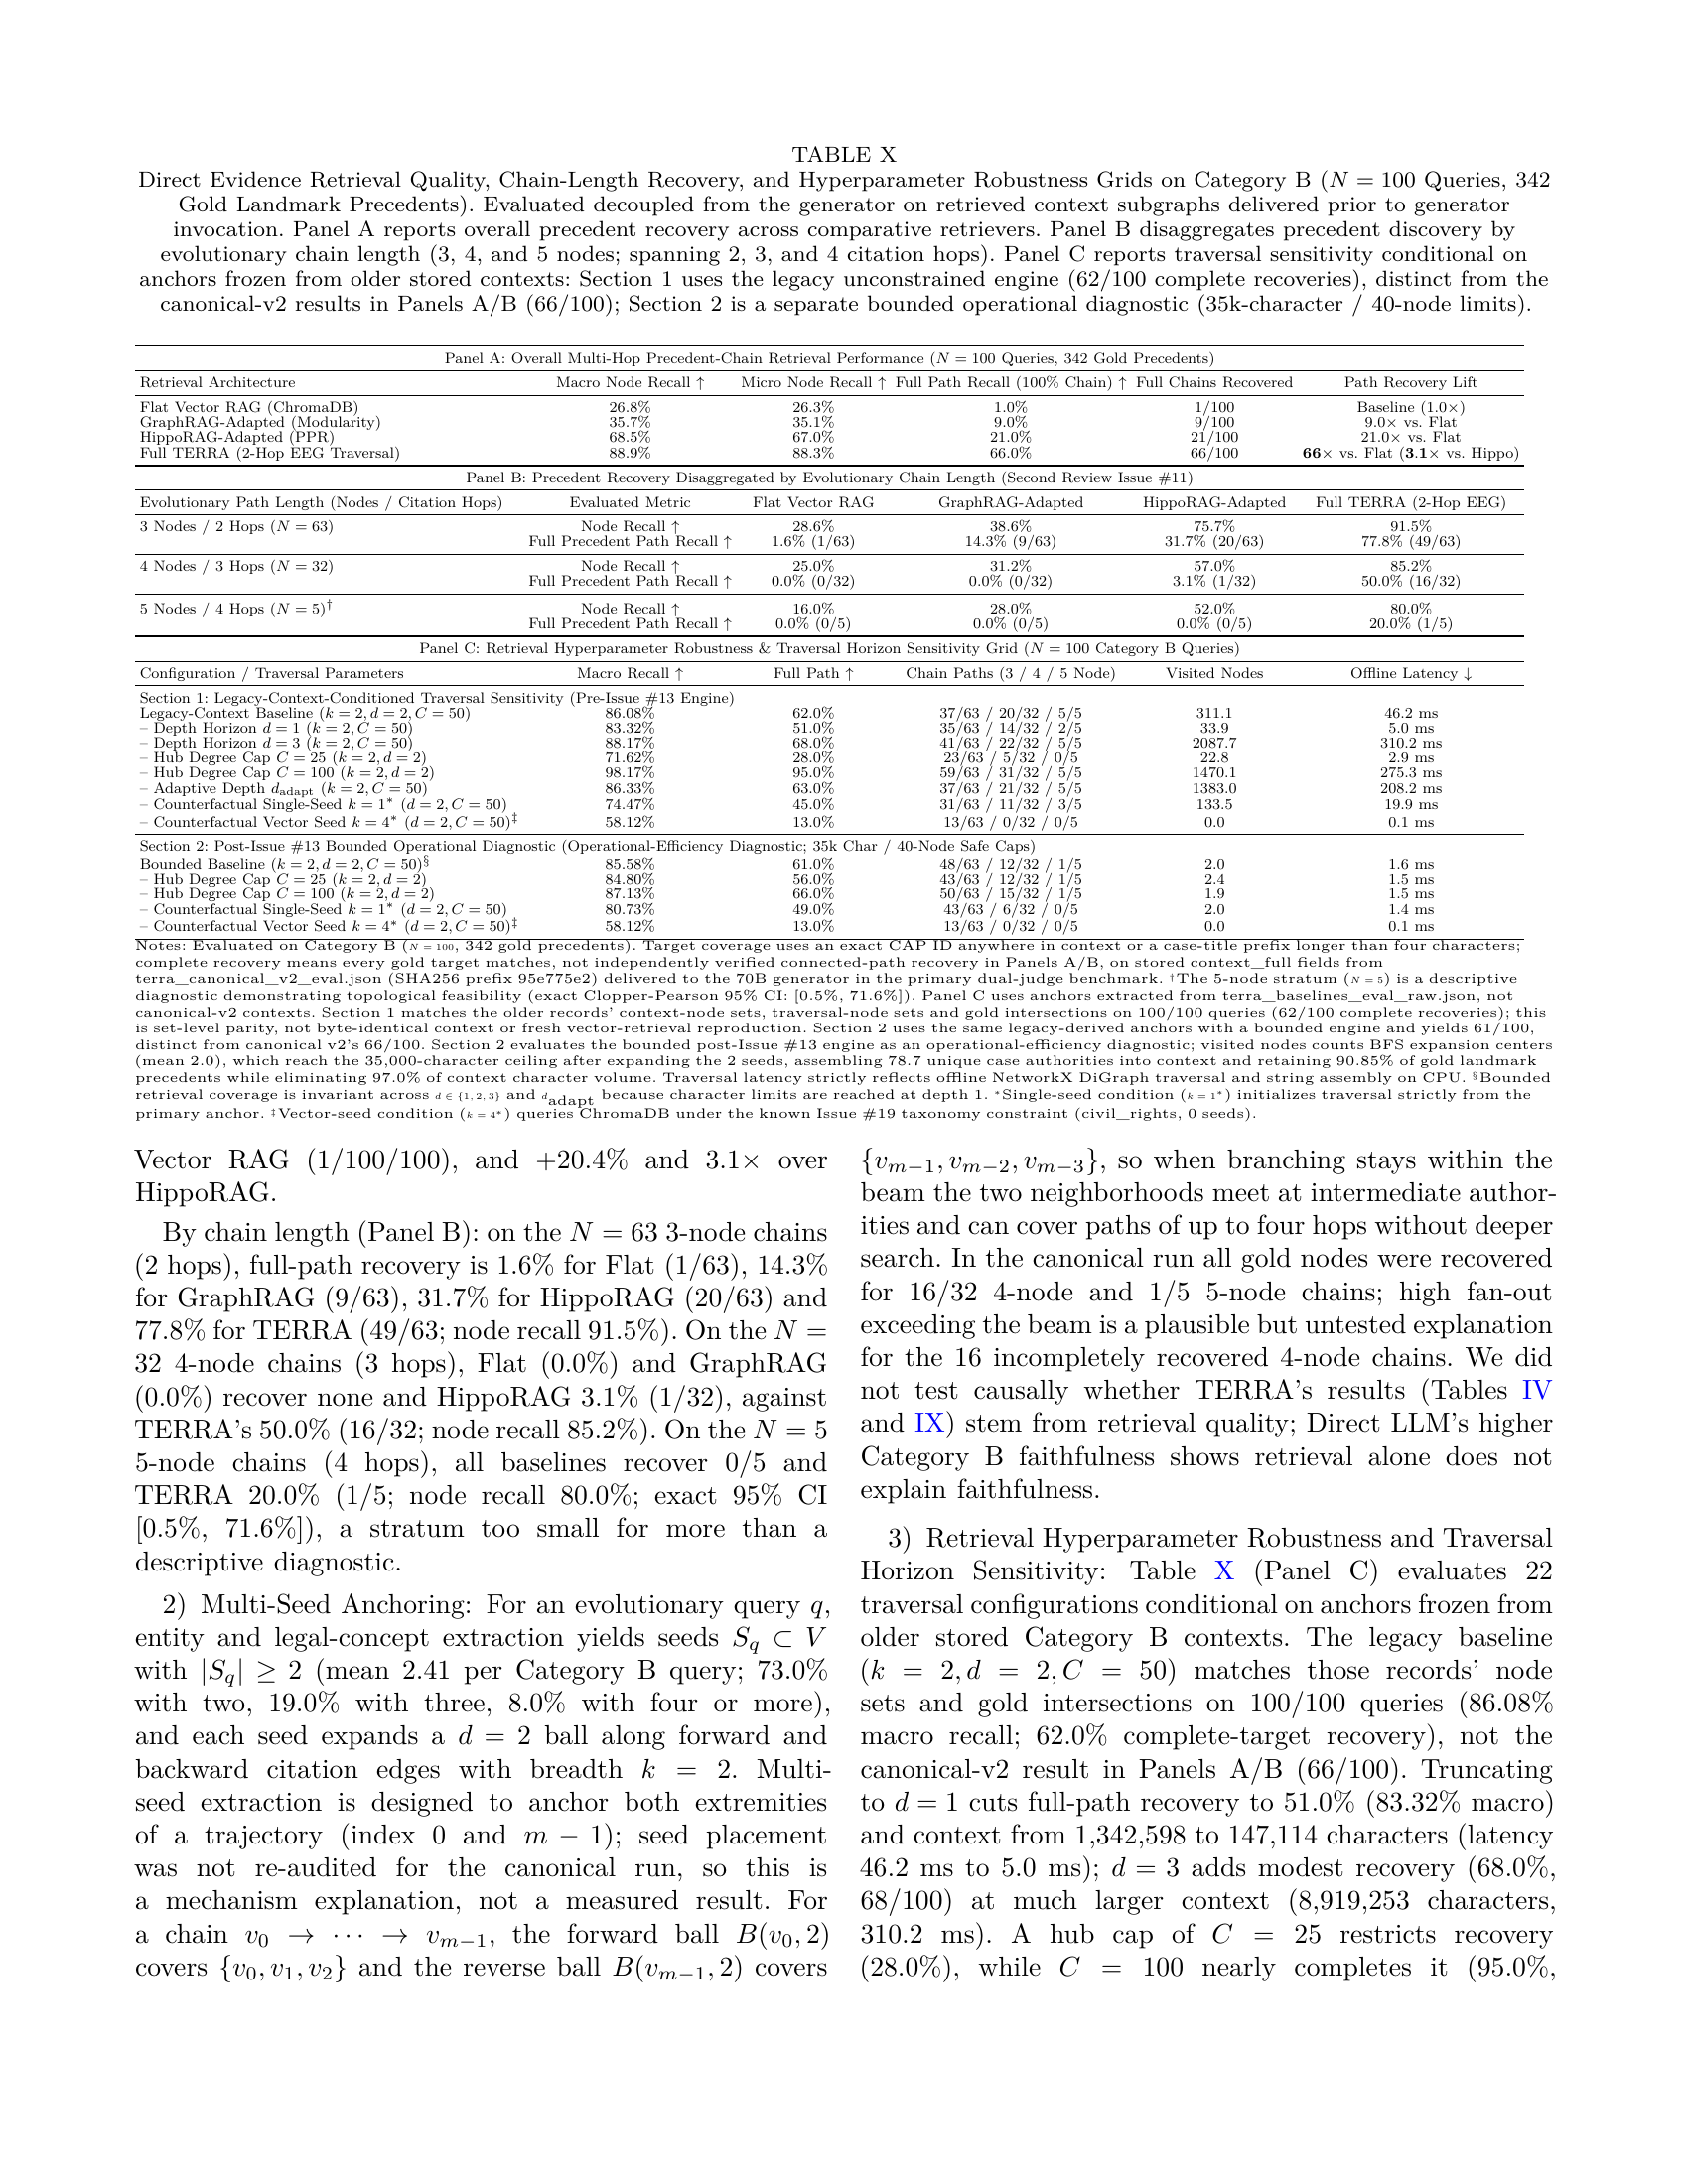 TABLE X
Direct Evidence Retrieval Quality, Chain-Length Recovery, and Hyperparameter Robustness Grids on Category B (N = 100 Queries, 342
Gold Landmark Precedents). Evaluated decoupled from the generator on retrieved context subgraphs delivered prior to generator
invocation. Panel A reports overall precedent recovery across comparative retrievers. Panel B disaggregates precedent discovery by
evolutionary chain length (3, 4, and 5 nodes; spanning 2, 3, and 4 citation hops). Panel C reports traversal sensitivity conditional on
anchors frozen from older stored contexts: Section 1 uses the legacy unconstrained engine (62/100 complete recoveries), distinct from the
canonical-v2 results in Panels A/B (66/100); Section 2 is a separate bounded operational diagnostic (35k-character / 40-node limits).
Panel A: Overall Multi-Hop Precedent-Chain Retrieval Performance (N = 100 Queries, 342 Gold Precedents)
Retrieval Architecture Macro Node Recall ↑ Micro Node Recall ↑ Full Path Recall (100% Chain) ↑ Full Chains Recovered Path Recovery Lift
Flat Vector RAG (ChromaDB) 26.8% 26.3% 1.0% 1/100 Baseline (1.0×)
GraphRAG-Adapted (Modularity) 35.7% 35.1% 9.0% 9/100 9.0× vs. Flat
HippoRAG-Adapted (PPR) 68.5% 67.0% 21.0% 21/100 21.0× vs. Flat
Full TERRA (2-Hop EEG Traversal) 88.9% 88.3% 66.0% 66/100 66× vs. Flat (3.1× vs. Hippo)
Panel B: Precedent Recovery Disaggregated by Evolutionary Chain Length (Second Review Issue #11)
Evolutionary Path Length (Nodes / Citation Hops) Evaluated Metric Flat Vector RAG GraphRAG-Adapted HippoRAG-Adapted Full TERRA (2-Hop EEG)
3 Nodes / 2 Hops (N = 63) Node Recall ↑ 28.6% 38.6% 75.7% 91.5%
Full Precedent Path Recall ↑ 1.6% (1/63) 14.3% (9/63) 31.7% (20/63) 77.8% (49/63)
4 Nodes / 3 Hops (N = 32) Node Recall ↑ 25.0% 31.2% 57.0% 85.2%
Full Precedent Path Recall ↑ 0.0% (0/32) 0.0% (0/32) 3.1% (1/32) 50.0% (16/32)
5 Nodes / 4 Hops (N = 5)† Node Recall ↑ 16.0% 28.0% 52.0% 80.0%
Full Precedent Path Recall ↑ 0.0% (0/5) 0.0% (0/5) 0.0% (0/5) 20.0% (1/5)
Panel C: Retrieval Hyperparameter Robustness & Traversal Horizon Sensitivity Grid (N = 100 Category B Queries)
Configuration / Traversal Parameters Macro Recall ↑ Full Path ↑ Chain Paths (3 / 4 / 5 Node) Visited Nodes Offline Latency ↓
Section 1: Legacy-Context-Conditioned Traversal Sensitivity (Pre-Issue #13 Engine)
Legacy-Context Baseline (k = 2, d = 2, C = 50) 86.08% 62.0% 37/63 / 20/32 / 5/5 311.1 46.2 ms
– Depth Horizon d = 1 (k = 2, C = 50) 83.32% 51.0% 35/63 / 14/32 / 2/5 33.9 5.0 ms
– Depth Horizon d = 3 (k = 2, C = 50) 88.17% 68.0% 41/63 / 22/32 / 5/5 2087.7 310.2 ms
– Hub Degree Cap C = 25 (k = 2, d = 2) 71.62% 28.0% 23/63 / 5/32 / 0/5 22.8 2.9 ms
– Hub Degree Cap C = 100 (k = 2, d = 2) 98.17% 95.0% 59/63 / 31/32 / 5/5 1470.1 275.3 ms
– Adaptive Depth dadapt (k = 2, C = 50) 86.33% 63.0% 37/63 / 21/32 / 5/5 1383.0 208.2 ms
– Counterfactual Single-Seed k = 1* (d = 2, C = 50) 74.47% 45.0% 31/63 / 11/32 / 3/5 133.5 19.9 ms
– Counterfactual Vector Seed k = 4* (d = 2, C = 50)‡ 58.12% 13.0% 13/63 / 0/32 / 0/5 0.0 0.1 ms
Section 2: Post-Issue #13 Bounded Operational Diagnostic (Operational-Efficiency Diagnostic; 35k Char / 40-Node Safe Caps)
Bounded Baseline (k = 2, d = 2, C = 50)§ 85.58% 61.0% 48/63 / 12/32 / 1/5 2.0 1.6 ms
– Hub Degree Cap C = 25 (k = 2, d = 2) 84.80% 56.0% 43/63 / 12/32 / 1/5 2.4 1.5 ms
– Hub Degree Cap C = 100 (k = 2, d = 2) 87.13% 66.0% 50/63 / 15/32 / 1/5 1.9 1.5 ms
– Counterfactual Single-Seed k = 1* (d = 2, C = 50) 80.73% 49.0% 43/63 / 6/32 / 0/5 2.0 1.4 ms
– Counterfactual Vector Seed k = 4* (d = 2, C = 50)‡ 58.12% 13.0% 13/63 / 0/32 / 0/5 0.0 0.1 ms
Notes: Evaluated on Category B (N = 100, 342 gold precedents). Target coverage uses an exact CAP ID anywhere in context or a case-title prefix longer than four characters;
complete recovery means every gold target matches, not independently verified connected-path recovery in Panels A/B, on stored context_full fields from
terra_canonical_v2_eval.json (SHA256 prefix 95e775e2) delivered to the 70B generator in the primary dual-judge benchmark. †The 5-node stratum (N = 5) is a descriptive
diagnostic demonstrating topological feasibility (exact Clopper-Pearson 95% CI: [0.5%, 71.6%]). Panel C uses anchors extracted from terra_baselines_eval_raw.json, not
canonical-v2 contexts. Section 1 matches the older records' context-node sets, traversal-node sets and gold intersections on 100/100 queries (62/100 complete recoveries); this
is set-level parity, not byte-identical context or fresh vector-retrieval reproduction. Section 2 uses the same legacy-derived anchors with a bounded engine and yields 61/100,
distinct from canonical v2's 66/100. Section 2 evaluates the bounded post-Issue #13 engine as an operational-efficiency diagnostic; visited nodes counts BFS expansion centers
(mean 2.0), which reach the 35,000-character ceiling after expanding the 2 seeds, assembling 78.7 unique case authorities into context and retaining 90.85% of gold landmark
precedents while eliminating 97.0% of context character volume. Traversal latency strictly reflects offline NetworkX DiGraph traversal and string assembly on CPU. §Bounded
retrieval coverage is invariant across d ∈ {1, 2, 3} and dadapt because character limits are reached at depth 1. *Single-seed condition (k = 1*) initializes traversal strictly from the
primary anchor. ‡Vector-seed condition (k = 4*) queries ChromaDB under the known Issue #19 taxonomy constraint (civil_rights, 0 seeds).
Vector RAG (1/100/100), and +20.4% and 3.1× over
HippoRAG.
By chain length (Panel B): on the N = 63 3-node chains
(2 hops), full-path recovery is 1.6% for Flat (1/63), 14.3%
for GraphRAG (9/63), 31.7% for HippoRAG (20/63) and
77.8% for TERRA (49/63; node recall 91.5%). On the N =
32 4-node chains (3 hops), Flat (0.0%) and GraphRAG
(0.0%) recover none and HippoRAG 3.1% (1/32), against
TERRA's 50.0% (16/32; node recall 85.2%). On the N = 5
5-node chains (4 hops), all baselines recover 0/5 and
TERRA 20.0% (1/5; node recall 80.0%; exact 95% CI
[0.5%, 71.6%]), a stratum too small for more than a
descriptive diagnostic.
2) Multi-Seed Anchoring: For an evolutionary query q,
entity and legal-concept extraction yields seeds Sq ⊂ V
with |Sq| ≥ 2 (mean 2.41 per Category B query; 73.0%
with two, 19.0% with three, 8.0% with four or more),
and each seed expands a d = 2 ball along forward and
backward citation edges with breadth k = 2. Multi-
seed extraction is designed to anchor both extremities
of a trajectory (index 0 and m − 1); seed placement
was not re-audited for the canonical run, so this is
a mechanism explanation, not a measured result. For
a chain v0 → ··· → vm−1, the forward ball B(v0, 2)
covers {v0, v1, v2} and the reverse ball B(vm−1, 2) covers
{vm−1, vm−2, vm−3}, so when branching stays within the
beam the two neighborhoods meet at intermediate author-
ities and can cover paths of up to four hops without deeper
search. In the canonical run all gold nodes were recovered
for 16/32 4-node and 1/5 5-node chains; high fan-out
exceeding the beam is a plausible but untested explanation
for the 16 incompletely recovered 4-node chains. We did
not test causally whether TERRA's results (Tables IV
and IX) stem from retrieval quality; Direct LLM's higher
Category B faithfulness shows retrieval alone does not
explain faithfulness.
3) Retrieval Hyperparameter Robustness and Traversal
Horizon Sensitivity: Table X (Panel C) evaluates 22
traversal configurations conditional on anchors frozen from
older stored Category B contexts. The legacy baseline
(k = 2, d = 2, C = 50) matches those records' node
sets and gold intersections on 100/100 queries (86.08%
macro recall; 62.0% complete-target recovery), not the
canonical-v2 result in Panels A/B (66/100). Truncating
to d = 1 cuts full-path recovery to 51.0% (83.32% macro)
and context from 1,342,598 to 147,114 characters (latency
46.2 ms to 5.0 ms); d = 3 adds modest recovery (68.0%,
68/100) at much larger context (8,919,253 characters,
310.2 ms). A hub cap of C = 25 restricts recovery
(28.0%), while C = 100 nearly completes it (95.0%,